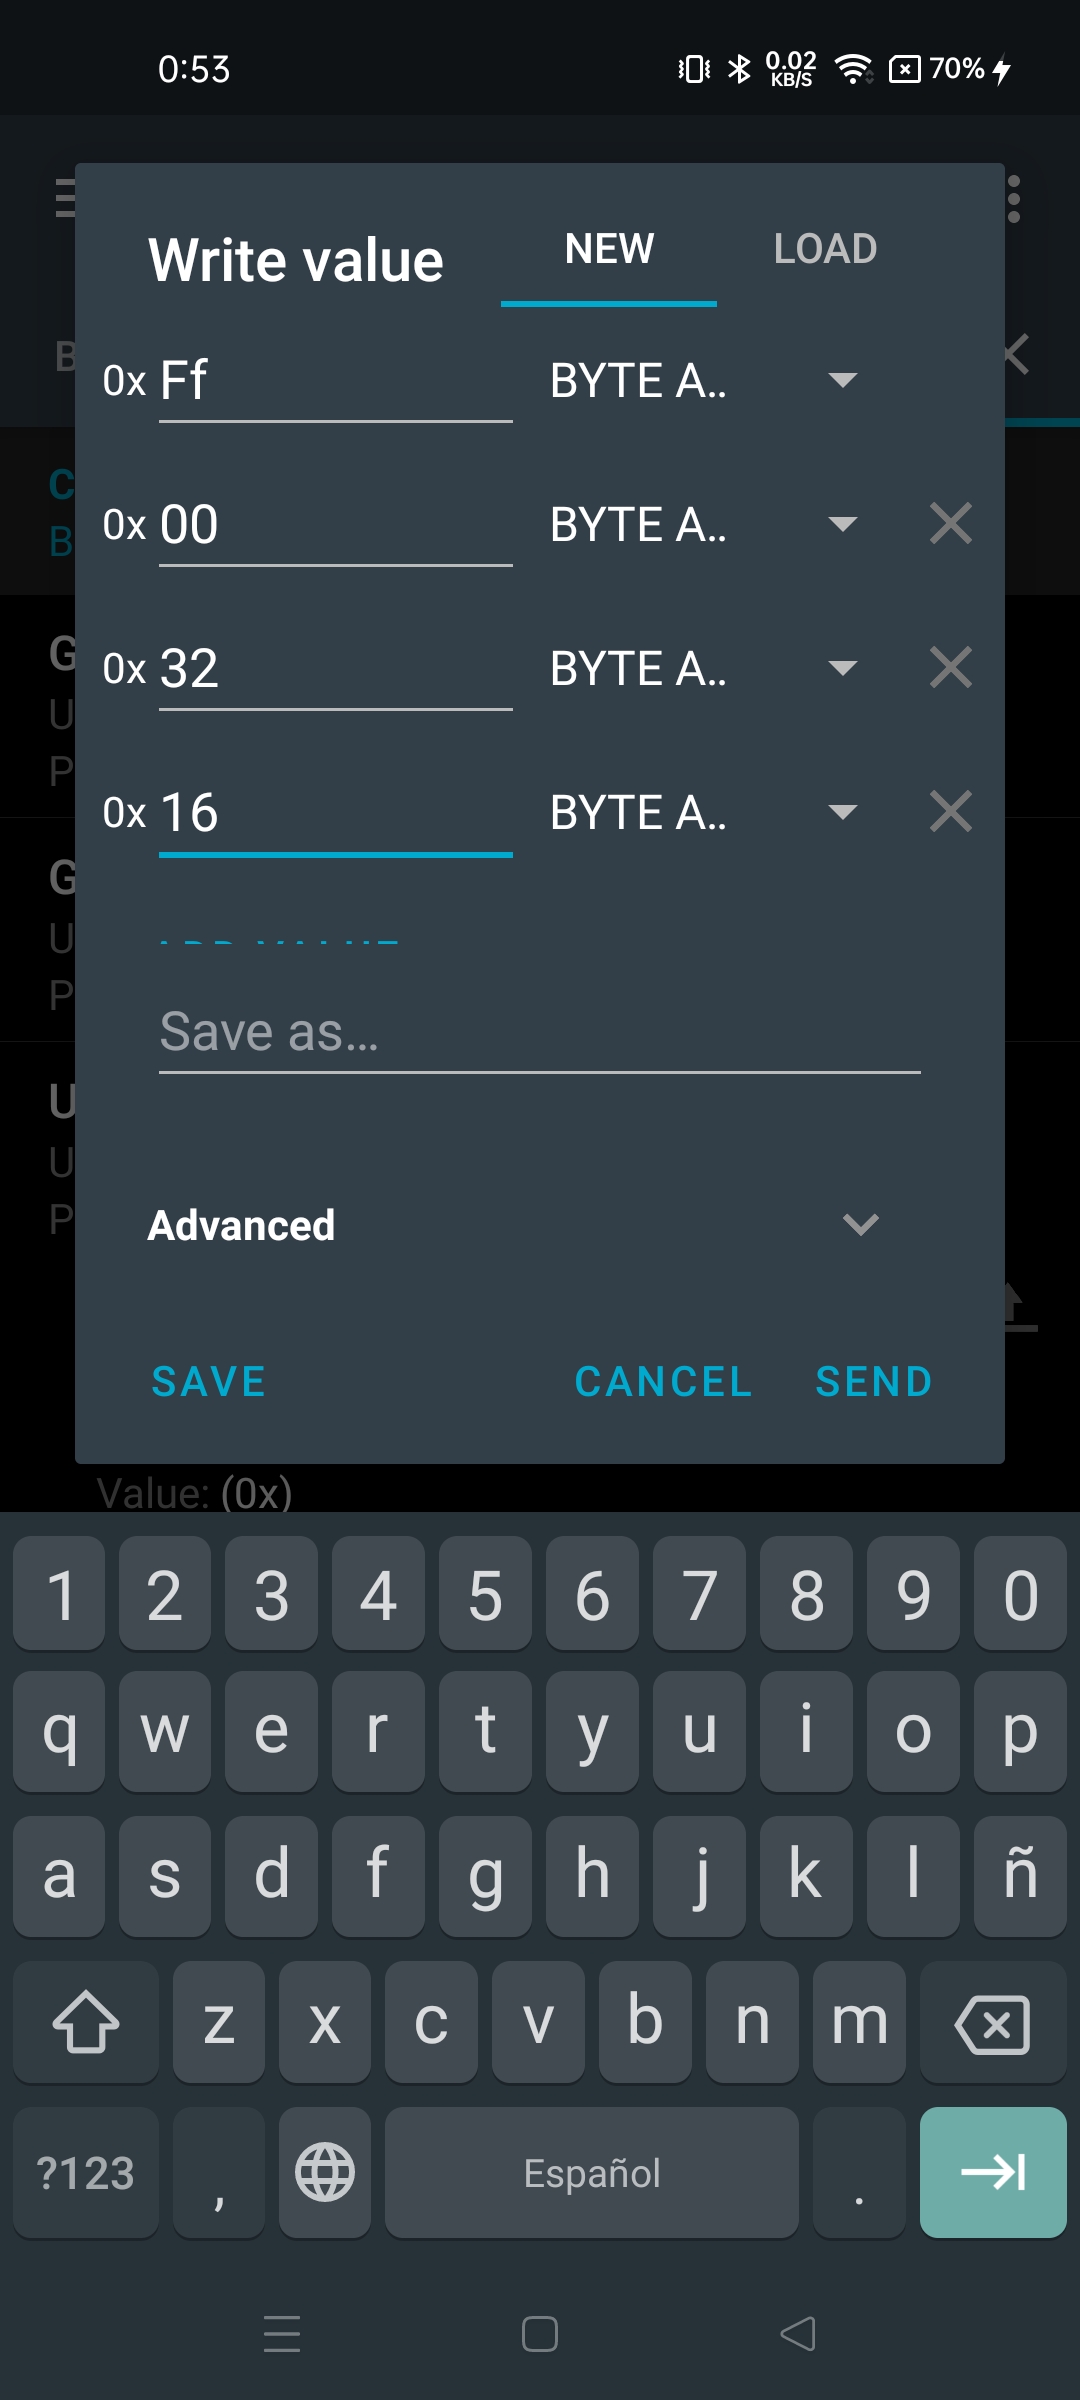 0:53
0.02
KB/S
70%
Write value
NEW
LOAD
0x Ff BYTE A..
0x 00 BYTE A..
0x 32 BYTE A..
0x 16 BYTE A..
Save as...
Advanced
SAVE
CANCEL
SEND
Value: (0x)
1 2 3 4 5 6 7 8 9 0
q w e r t y u i o p
a s d f g h j k l ñ
z x c v b n m
?123 , Español .